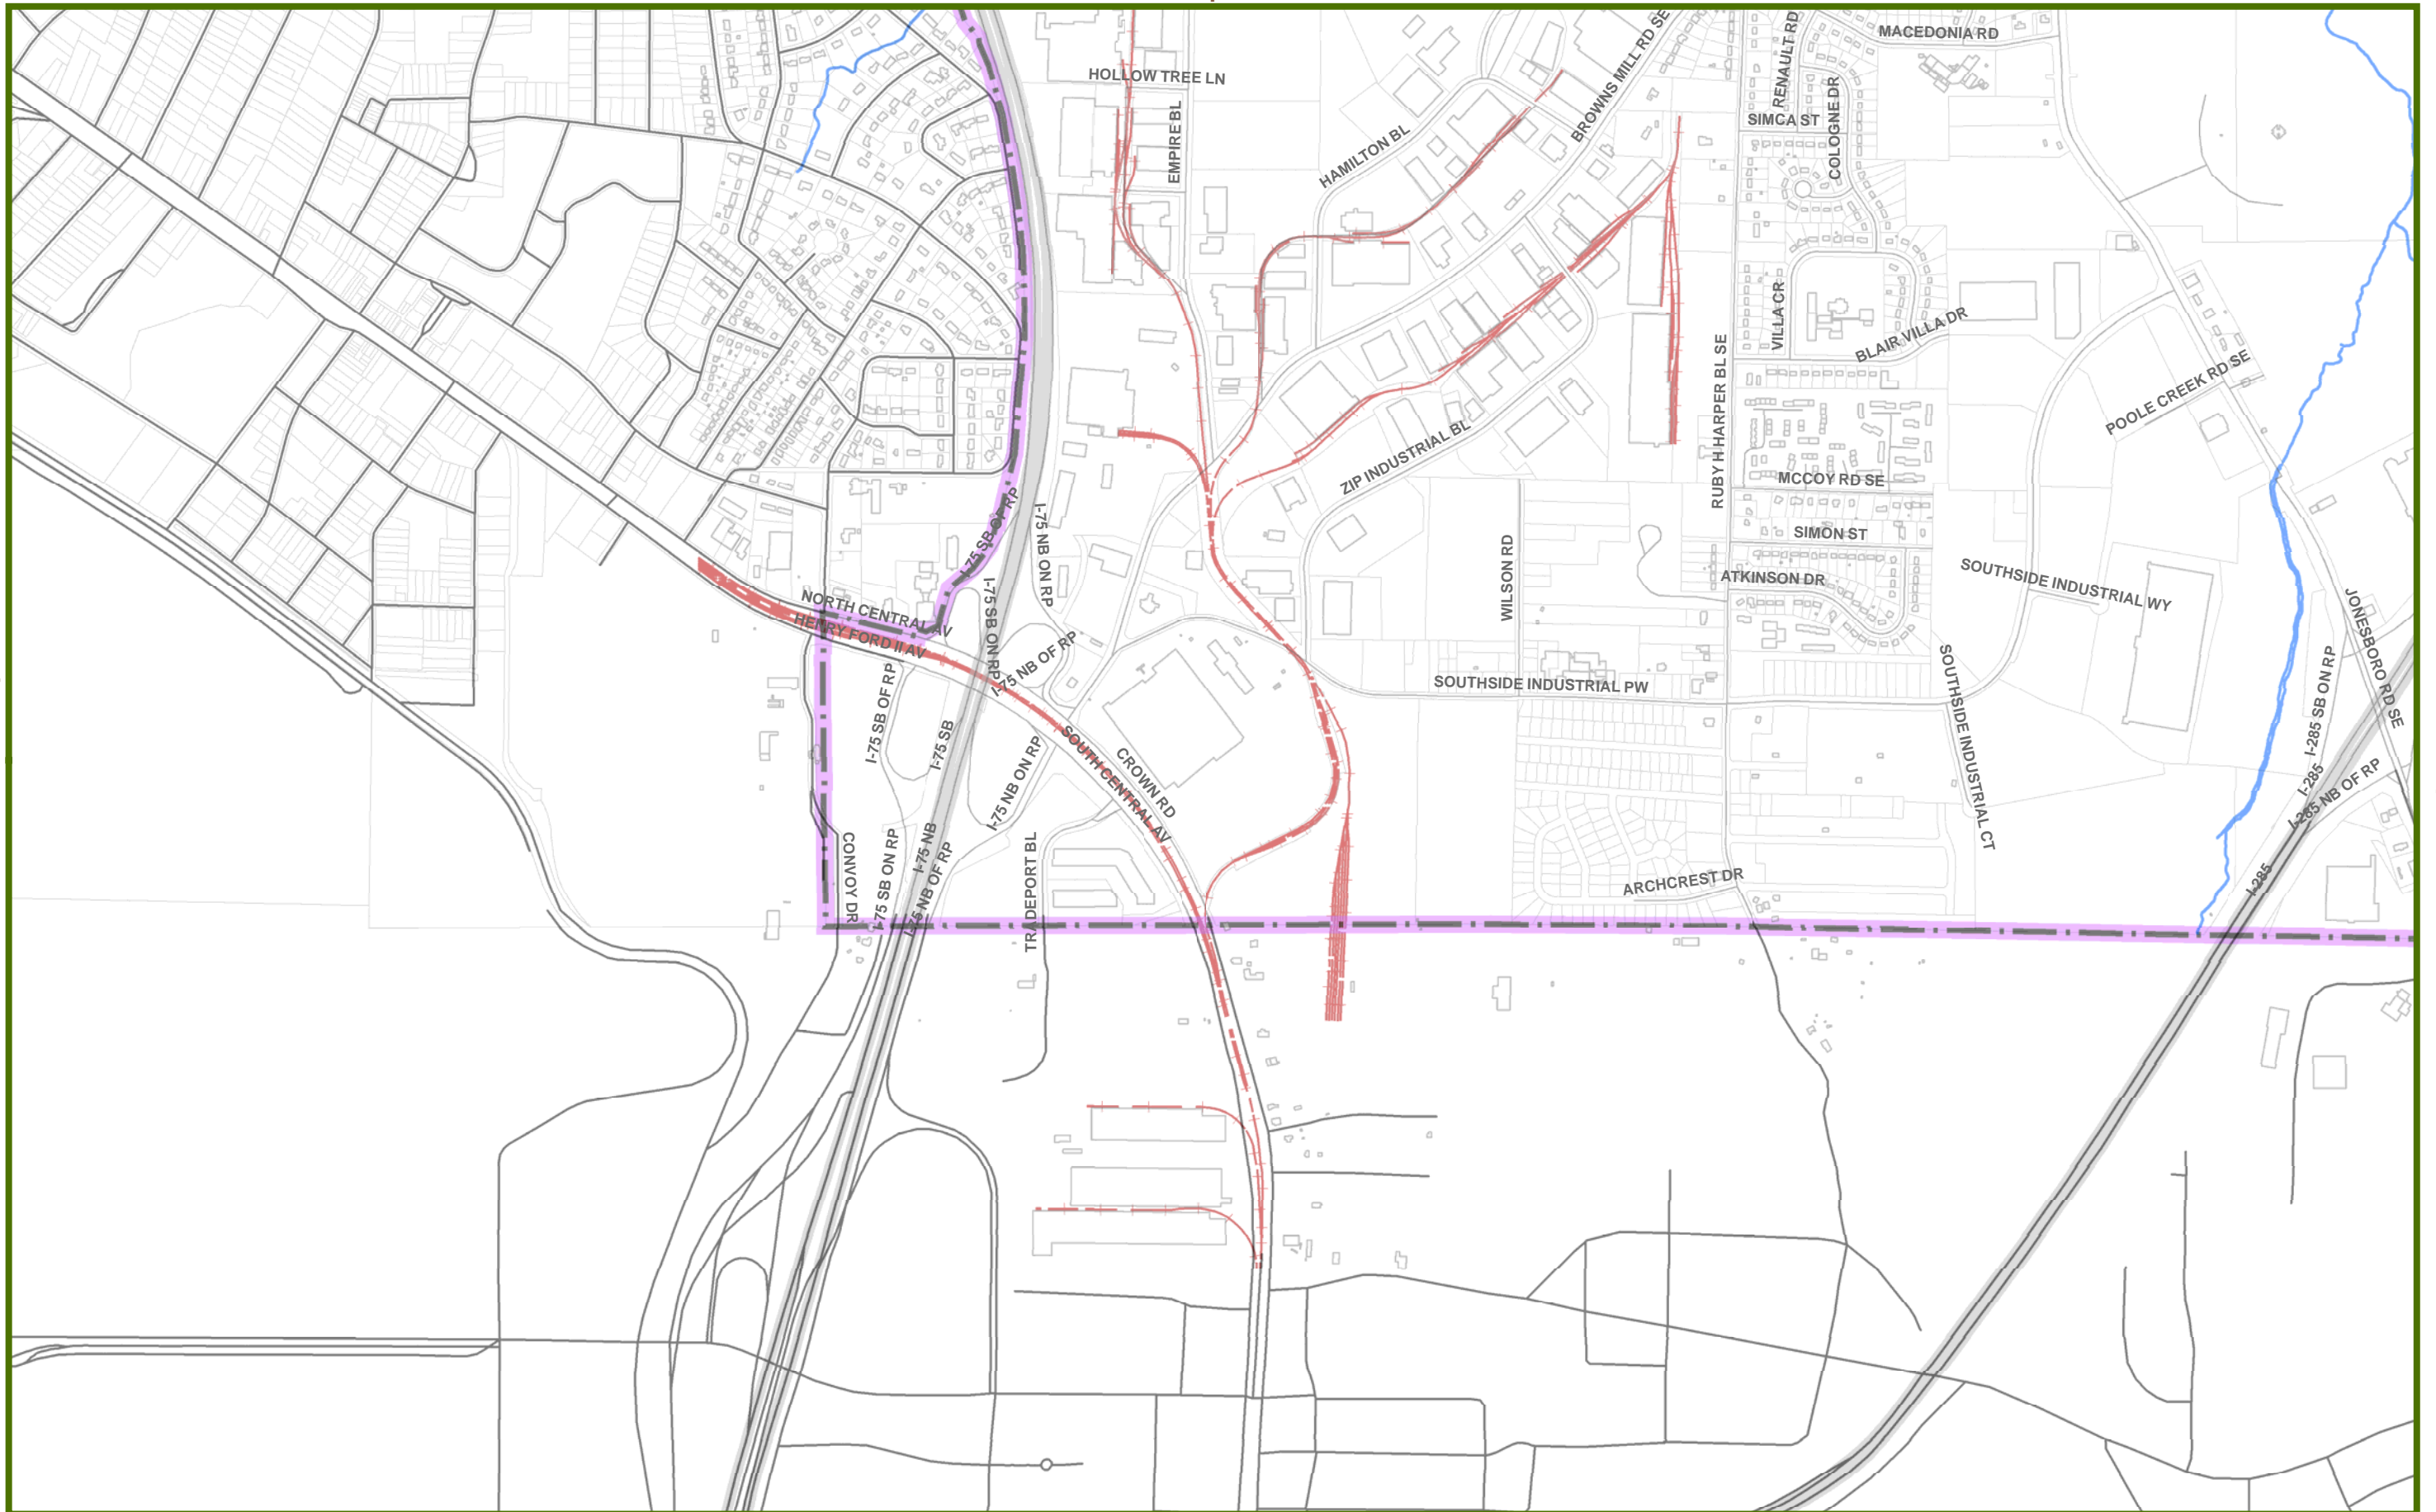 MACEDONIA RD
RENAULT RD
BROWNS MILL RD SE
HOLLOW TREE LN
COLOGNE DR
SIMCA ST
EMPIRE BL
HAMILTON BL
VILLA CR
BLAIR VILLA DR
RUBY H HARPER BL SE
POOLE CREEK RD SE
ZIP INDUSTRIAL BL
MCCOY RD SE
I-75 SB OF RP
I-75 NB ON RP
SIMON ST
WILSON RD
ATKINSON DR
SOUTHSIDE INDUSTRIAL WY
NORTH CENTRAL AV
HENRY FORD II AV
I-75 SB ON RP
I-75 NB OF RP
JONESBORO RD SE
SOUTHSIDE INDUSTRIAL PW
SOUTHSIDE INDUSTRIAL CT
I-75 SB OF RP
I-75 SB
I-75 NB ON RP
SOUTH CENTRAL AV
CROWN RD
I-285 SB ON RP
I-285
I-285 NB OF RP
CONVOY DR
I-75 SB ON RP
I-75 NB
I-75 NB OF RP
TRADEPORT BL
ARCHCREST DR
I-285